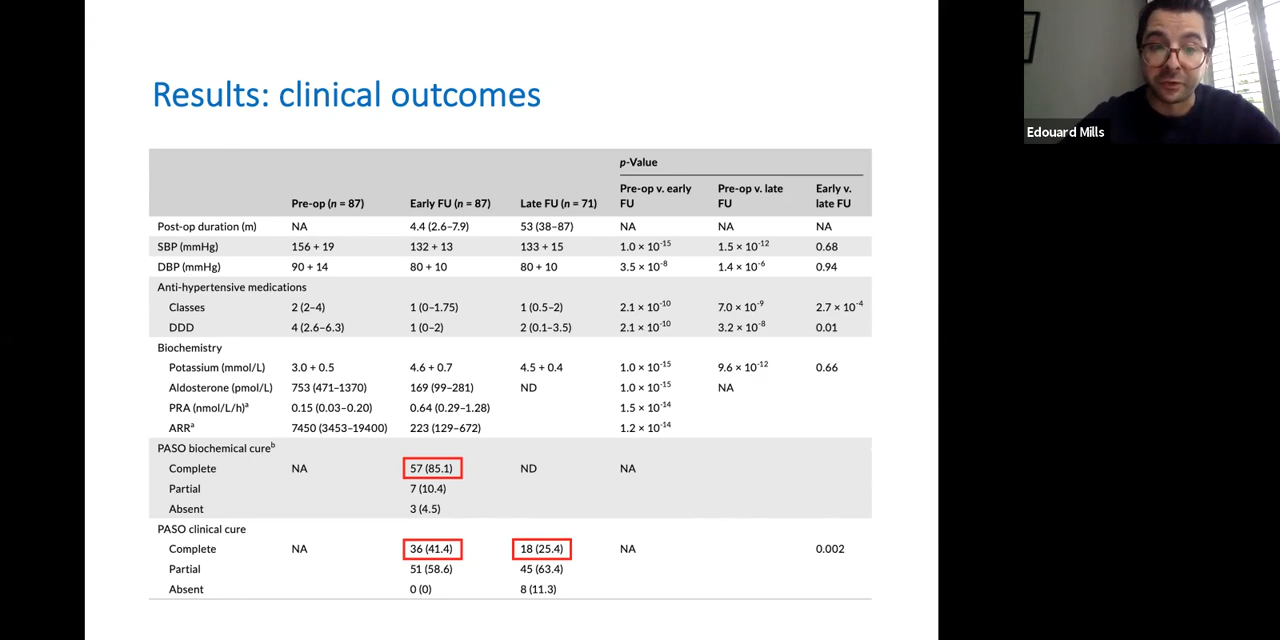 Results: clinical outcomes
p-Value
Pre-op (n = 87) Early FU (n = 87) Late FU (n = 71) Pre-op v. early FU Pre-op v. late FU Early v. late FU
Post-op duration (m) NA 4.4 (2.6–7.9) 53 (38–87) NA NA NA
SBP (mmHg) 156 + 19 132 + 13 133 + 15 1.0 × 10-15 1.5 × 10-12 0.68
DBP (mmHg) 90 + 14 80 + 10 80 + 10 3.5 × 10-8 1.4 × 10-6 0.94
Anti-hypertensive medications
Classes 2 (2–4) 1 (0–1.75) 1 (0.5–2) 2.1 × 10-10 7.0 × 10-9 2.7 × 10-4
DDD 4 (2.6–6.3) 1 (0–2) 2 (0.1–3.5) 2.1 × 10-10 3.2 × 10-8 0.01
Biochemistry
Potassium (mmol/L) 3.0 + 0.5 4.6 + 0.7 4.5 + 0.4 1.0 × 10-15 9.6 × 10-12 0.66
Aldosterone (pmol/L) 753 (471–1370) 169 (99–281) ND 1.0 × 10-15 NA
PRA (nmol/L/h)a 0.15 (0.03–0.20) 0.64 (0.29–1.28) 1.5 × 10-14
ARRa 7450 (3453–19400) 223 (129–672) 1.2 × 10-14
PASO biochemical cureb
Complete NA 57 (85.1) ND NA
Partial 7 (10.4)
Absent 3 (4.5)
PASO clinical cure
Complete NA 36 (41.4) 18 (25.4) NA 0.002
Partial 51 (58.6) 45 (63.4)
Absent 0 (0) 8 (11.3)
Edouard Mills